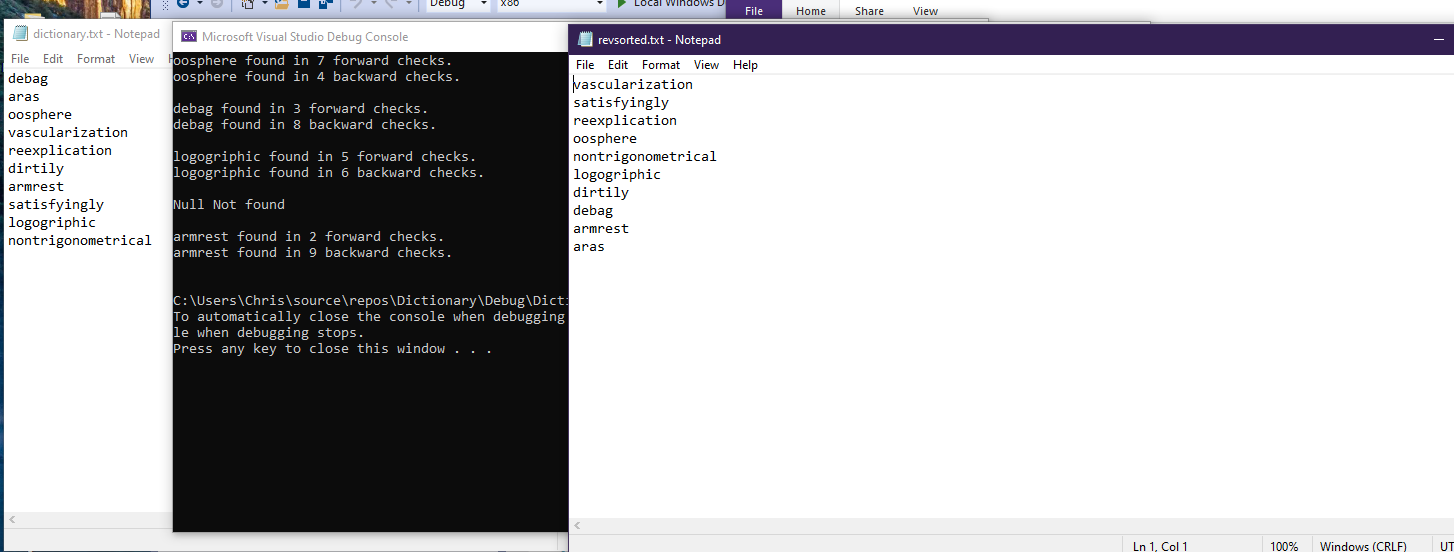 Debug x86 Local Windows D
File Home Share View
dictionary.txt - Notepad
File Edit Format View
debag
aras
oosphere
vascularization
reexplication
dirtily
armrest
satisfyingly
logogriphic
nontrigonometrical
Microsoft Visual Studio Debug Console
oosphere found in 7 forward checks.
oosphere found in 4 backward checks.
debag found in 3 forward checks.
debag found in 8 backward checks.
logogriphic found in 5 forward checks.
logogriphic found in 6 backward checks.
Null Not found
armrest found in 2 forward checks.
armrest found in 9 backward checks.
C:\Users\Chris\source\repos\Dictionary\Debug\Dicti
To automatically close the console when debugging
le when debugging stops.
Press any key to close this window . . .
revsorted.txt - Notepad
File Edit Format View Help
vascularization
satisfyingly
reexplication
oosphere
nontrigonometrical
logogriphic
dirtily
debag
armrest
aras
Ln 1, Col 1 100% Windows (CRLF) UT